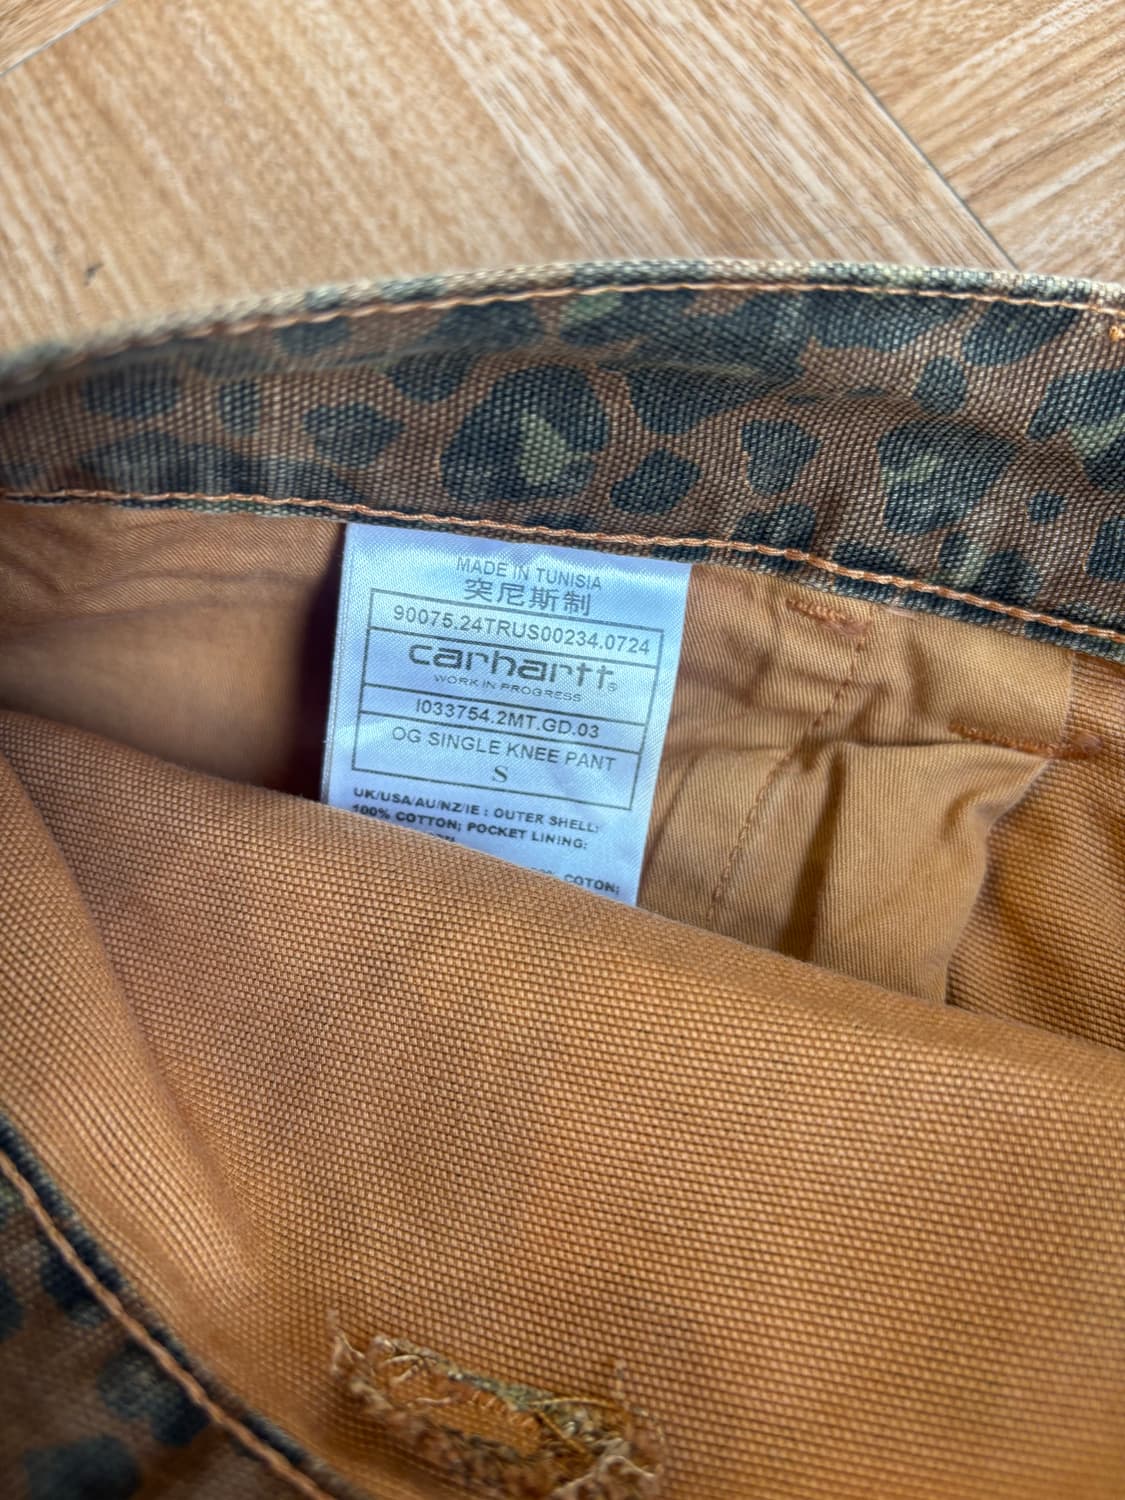 MADE IN TUNISIA
突尼斯制
90075.24TRUS00234.0724
carhartt®
WORK IN PROGRESS
I033754.2MT.GD.03
OG SINGLE KNEE PANT
S
UK/USA/AU/NZ/IE : OUTER SHELL:
100% COTTON; POCKET LINING:
COTON;